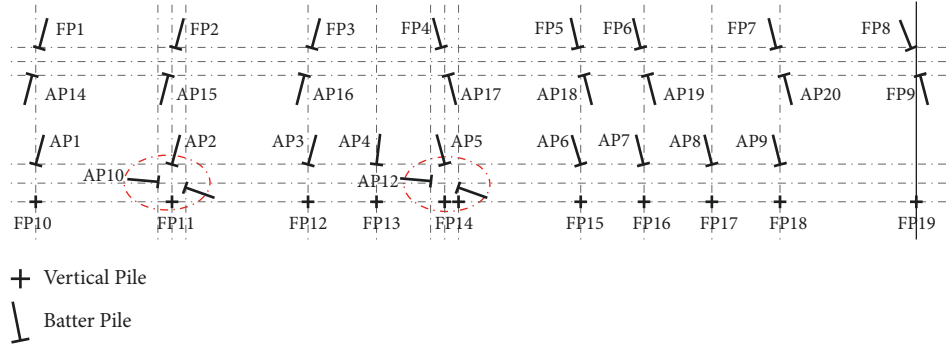 FP1 FP2 FP3 FP4 FP5 FP6 FP7 FP8
AP14 AP15 AP16 AP17 AP18 AP19 AP20 FP9
AP1 AP2 AP3 AP4 AP5 AP6 AP7 AP8 AP9
AP10 AP12
FP10 FP11 FP12 FP13 FP14 FP15 FP16 FP17 FP18 FP19
Vertical Pile
Batter Pile